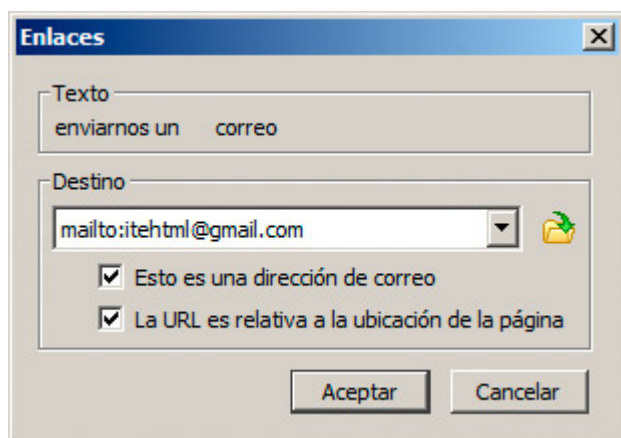 Enlaces
Texto
enviarnos un correo
Destino
mailto:itehtml@gmail.com
Esto es una dirección de correo
La URL es relativa a la ubicación de la página
Aceptar Cancelar